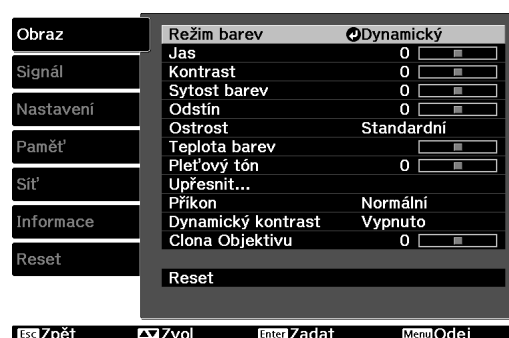 Obraz
Signál
Nastavení
Paměť
Síť
Informace
Reset
Režim barev Dynamický
Jas 0
Kontrast 0
Sytost barev 0
Odstín 0
Ostrost Standardní
Teplota barev
Pleťový tón 0
Upřesnit...
Příkon Normální
Dynamický kontrast Vypnuto
Clona Objektivu 0
Reset
Esc Zpět Zvol Enter Zadat Menu Odej